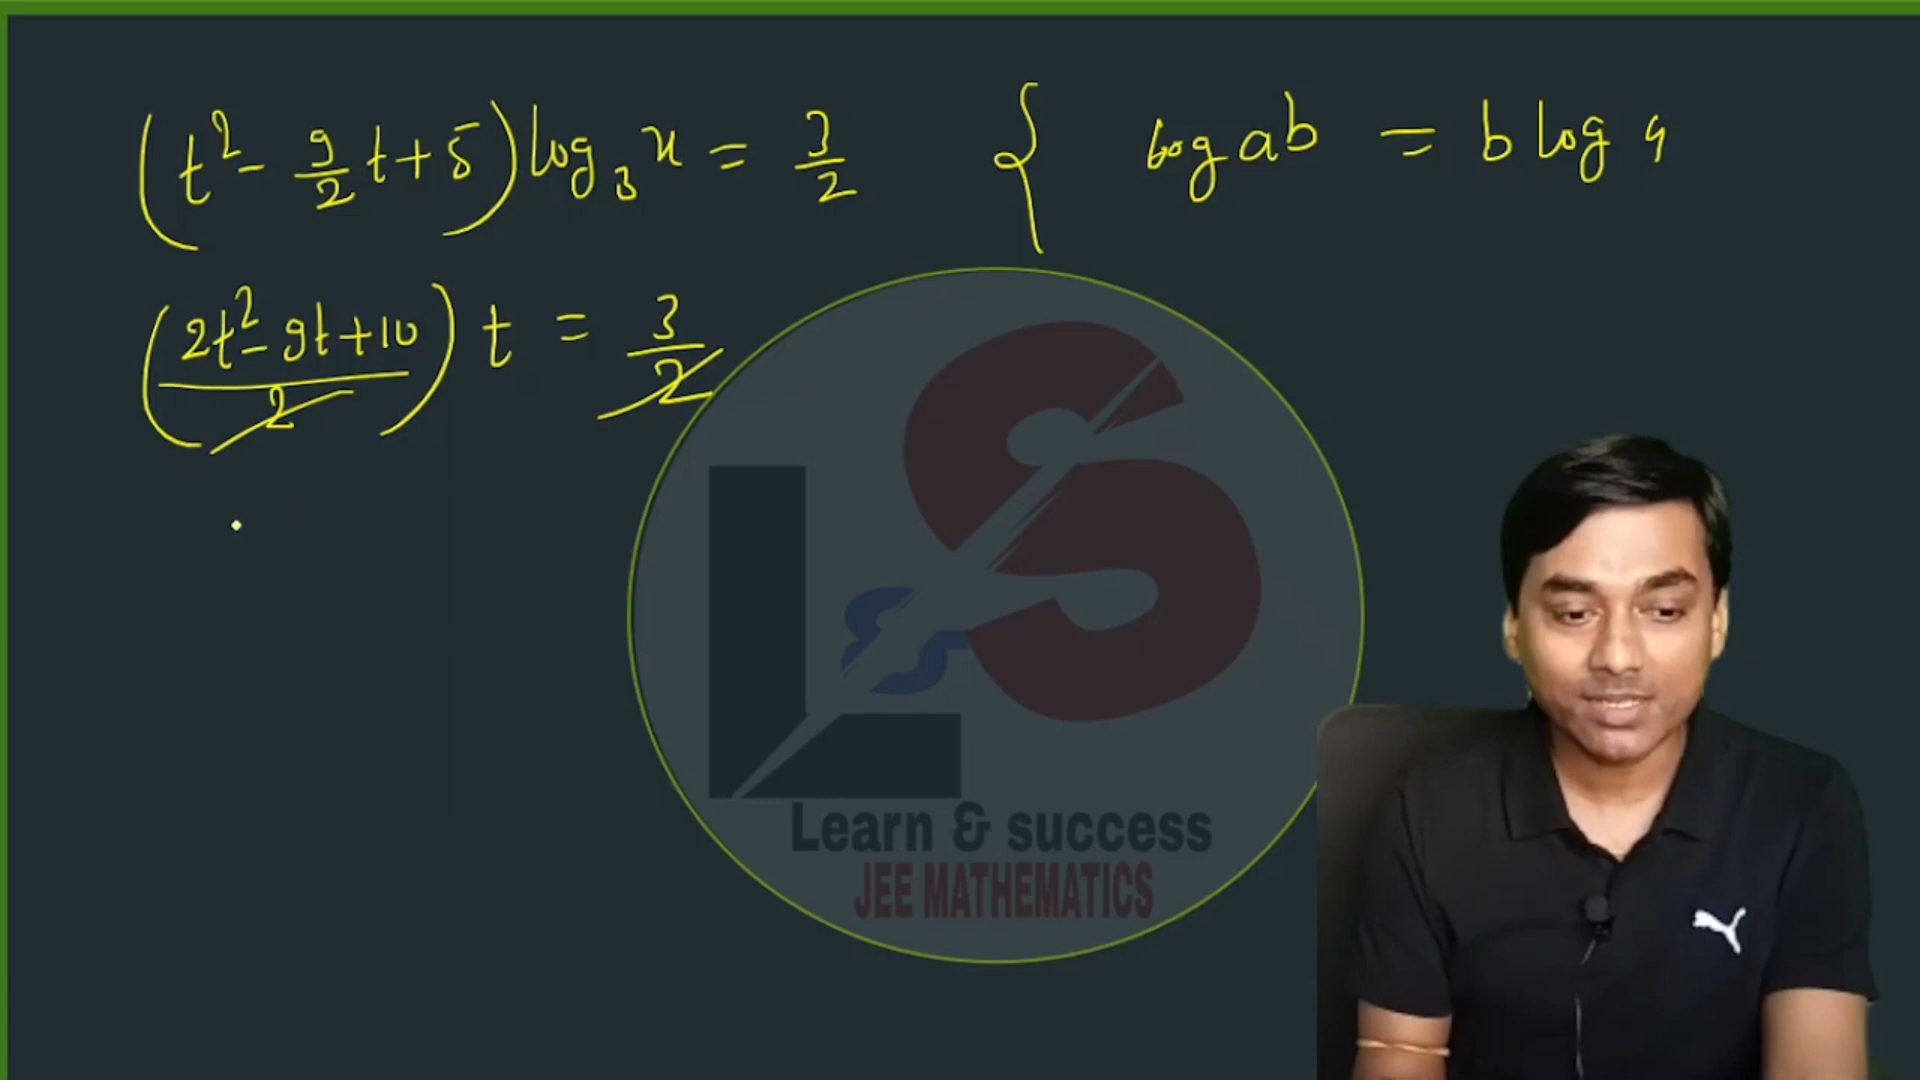 (t² - 9/2 t + 5) log₃ x = 3/2 { log ab = b log a
((2t² - 9t + 10)/2) t = 3/2
L&S
Learn & success
JEE MATHEMATICS